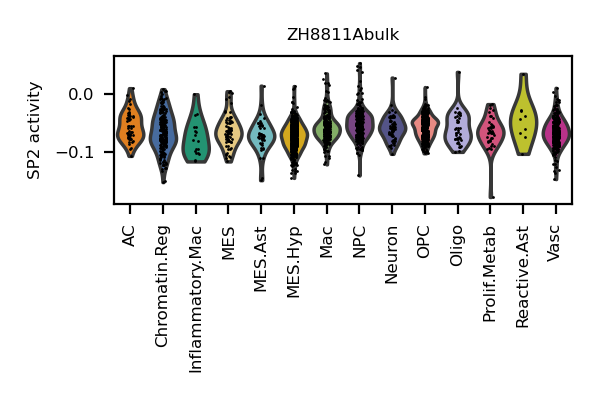 ZH8811Abulk
SP2 activity
0.0
−0.1
AC
Chromatin.Reg
Inflammatory.Mac
MES
MES.Ast
MES.Hyp
Mac
NPC
Neuron
OPC
Oligo
Prolif.Metab
Reactive.Ast
Vasc